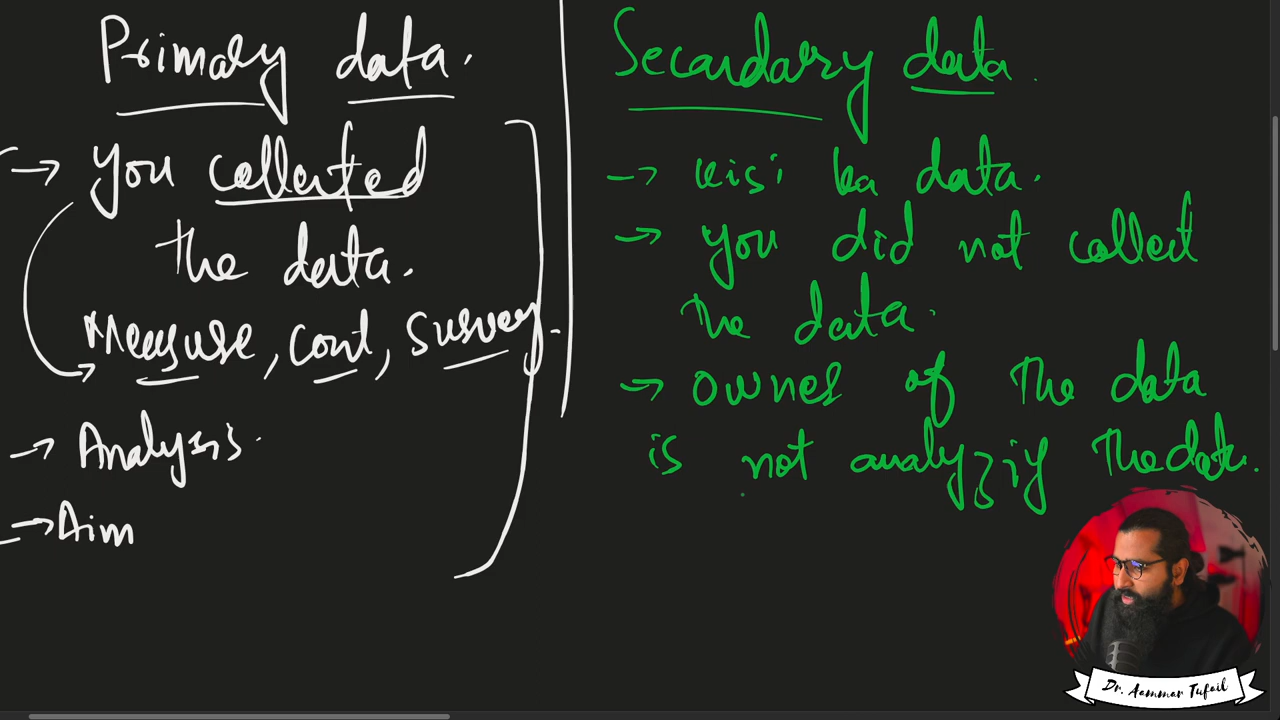 Primary data.
→ you collected
the data.
Measure, cont, survey.
→ Analysis.
→ Aim
Secondary data.
→ kisi ka data.
→ you did not collect
the data.
→ owner of the data
is not analyzing the data.
Dr. Aammar Tufail